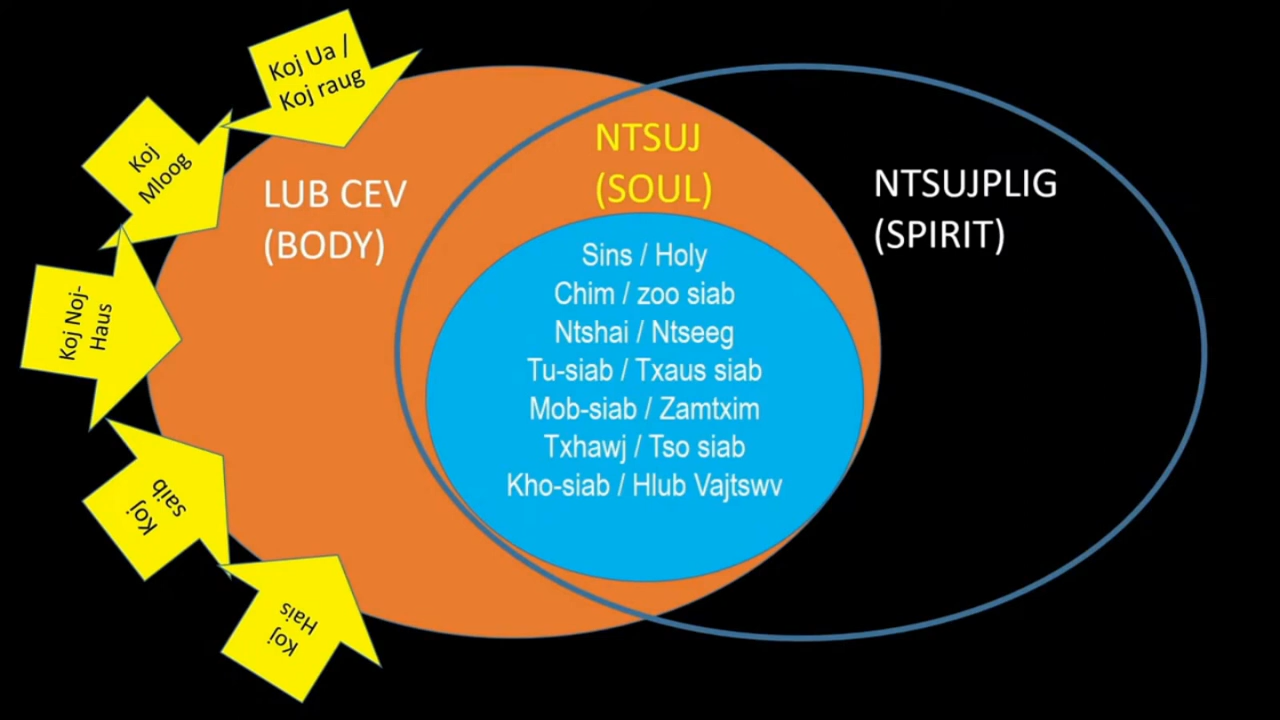 Koj Ua /
Koj raug
Koj
Mloog
Koj Noj-
Haus
Koj
saib
Koj
Hais
LUB CEV
(BODY)
NTSUJ
(SOUL)
Sins / Holy
Chim / zoo siab
Ntshai / Ntseeg
Tu-siab / Txaus siab
Mob-siab / Zamtxim
Txhawj / Tso siab
Kho-siab / Hlub Vajtswv
NTSUJPLIG
(SPIRIT)